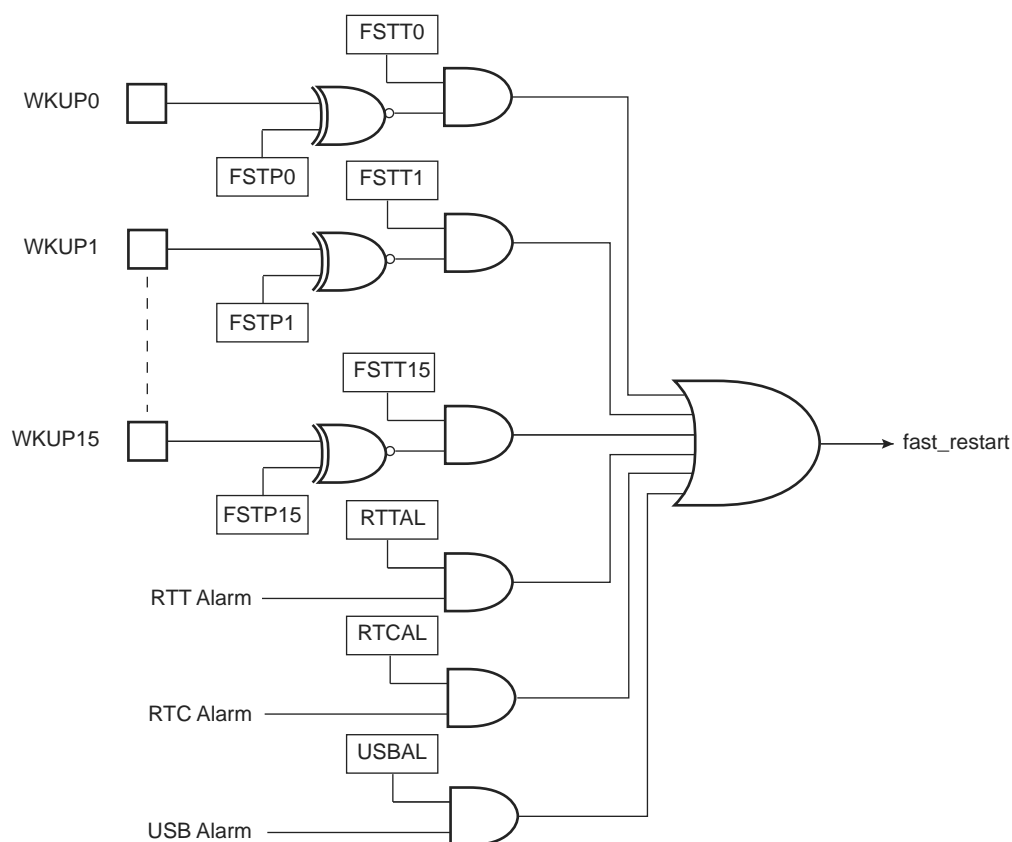 FSTT0
WKUP0
FSTP0
FSTT1
WKUP1
FSTP1
FSTT15
WKUP15
fast_restart
FSTP15
RTTAL
RTT Alarm
RTCAL
RTC Alarm
USBAL
USB Alarm